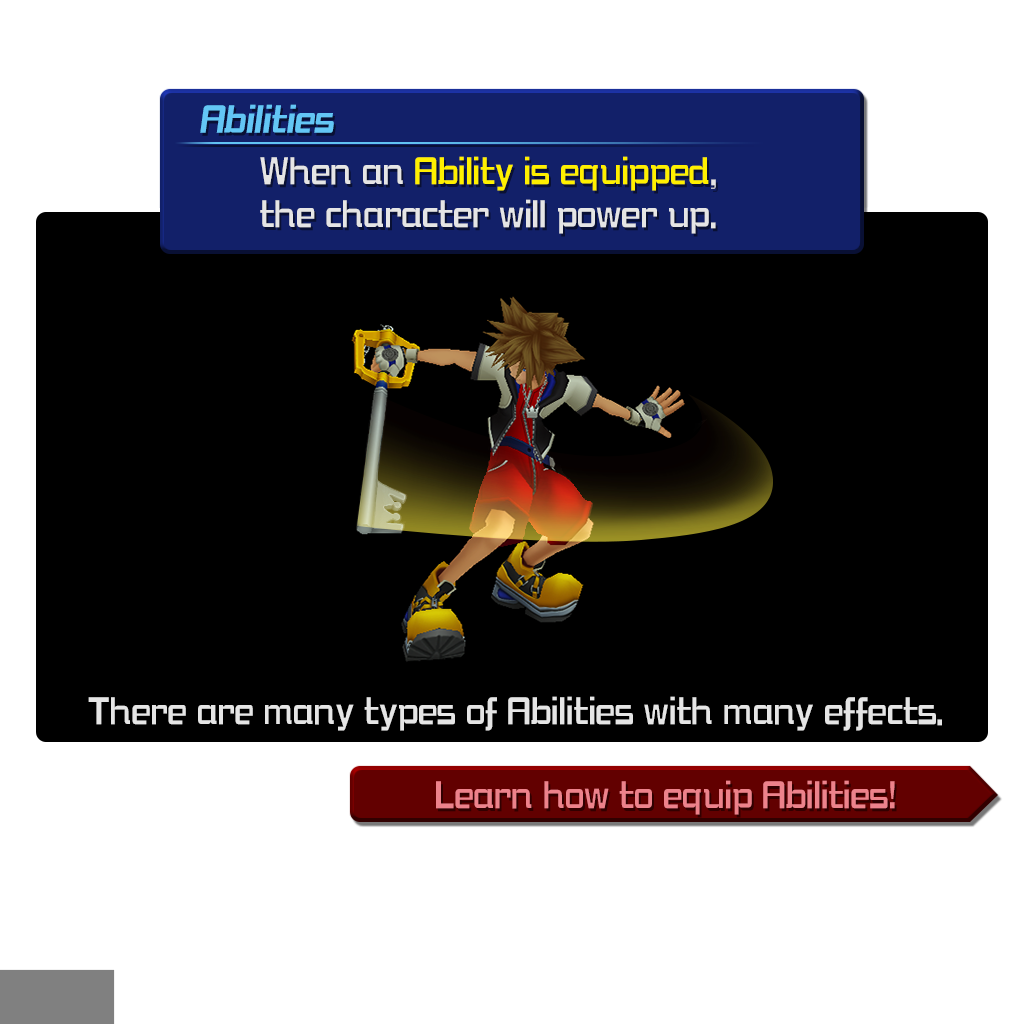 Abilities
When an Ability is equipped,
the character will power up.
There are many types of Abilities with many effects.
Learn how to equip Abilities!